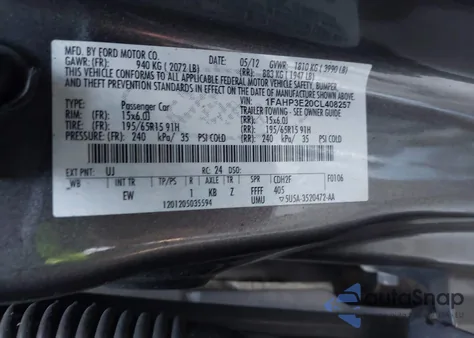 MFD. BY FORD MOTOR CO.
DATE: 05/12 GVWR: 1810 KG (3990 LB)
GAWR: (FR): 940 KG (2072 LB) (RR): 883 KG (1947 LB)
THIS VEHICLE CONFORMS TO ALL APPLICABLE FEDERAL MOTOR VEHICLE SAFETY, BUMPER,
AND THEFT PREVENTION STANDARDS IN EFFECT ON THE DATE OF MANUFACTURE SHOWN ABOVE.
VIN: 1FAHP3E20CL408257
TYPE: Passenger Car TRAILER TOWING - SEE OWNER GUIDE
RIM: (FR): 15x6.0J (RR): 15x6.0J
TIRE: (FR): 195/65R15 91H (RR): 195/65R15 91H
PRESSURE: (FR): 240 kPa/ 35 PSI COLD (RR): 240 kPa/ 35 PSI COLD
EXT PNT: UJ RC: 24 DSO:
WB INT TR TP/PS R AXLE TR SPR CDH2F F0106
EW 1 KB Z FFFF 405
1201205035594 UMU 5U5A-3520472-AA
AutoSnap